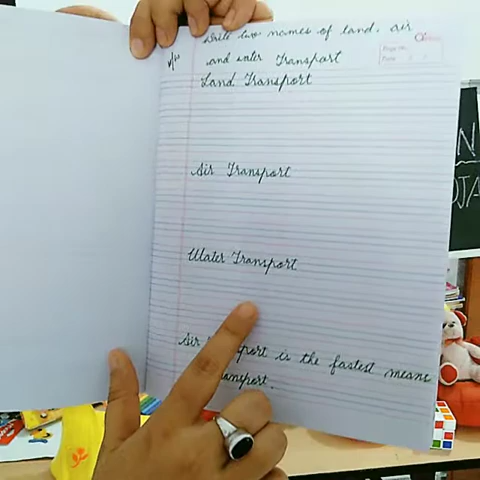 Write two names of land, air
and water Transport
Land Transport
Air Transport
Water Transport
Air
is the fastest means